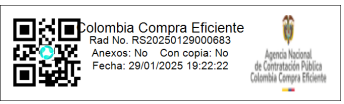 Colombia Compra Eficiente
Rad No. RS20250129000683
Anexos: No Con copia: No
Fecha: 29/01/2025 19:22:22
Agencia Nacional
de Contratación Pública
Colombia Compra Eficiente